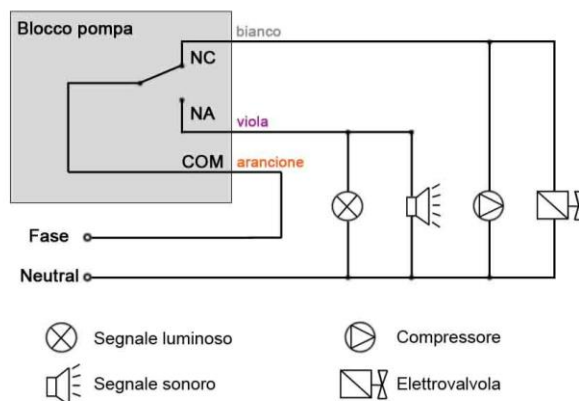 Blocco pompa
bianco
NC
NA
viola
COM
arancione
Fase
Neutral
Segnale luminoso
Compressore
Segnale sonoro
Elettrovalvola